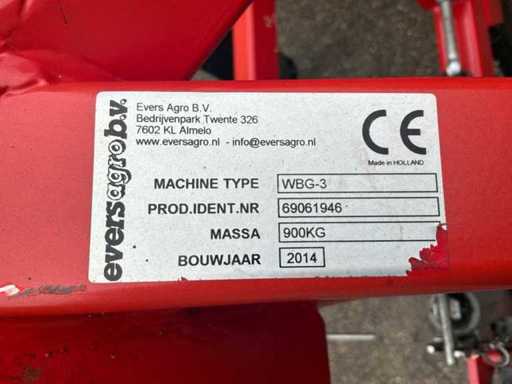 eversagro b.v.
Evers Agro B.V.
Bedrijvenpark Twente 326
7602 KL Almelo
www.eversagro.nl - info@eversagro.nl
CE
Made in HOLLAND
MACHINE TYPE WBG-3
PROD.IDENT.NR 69061946
MASSA 900KG
BOUWJAAR 2014